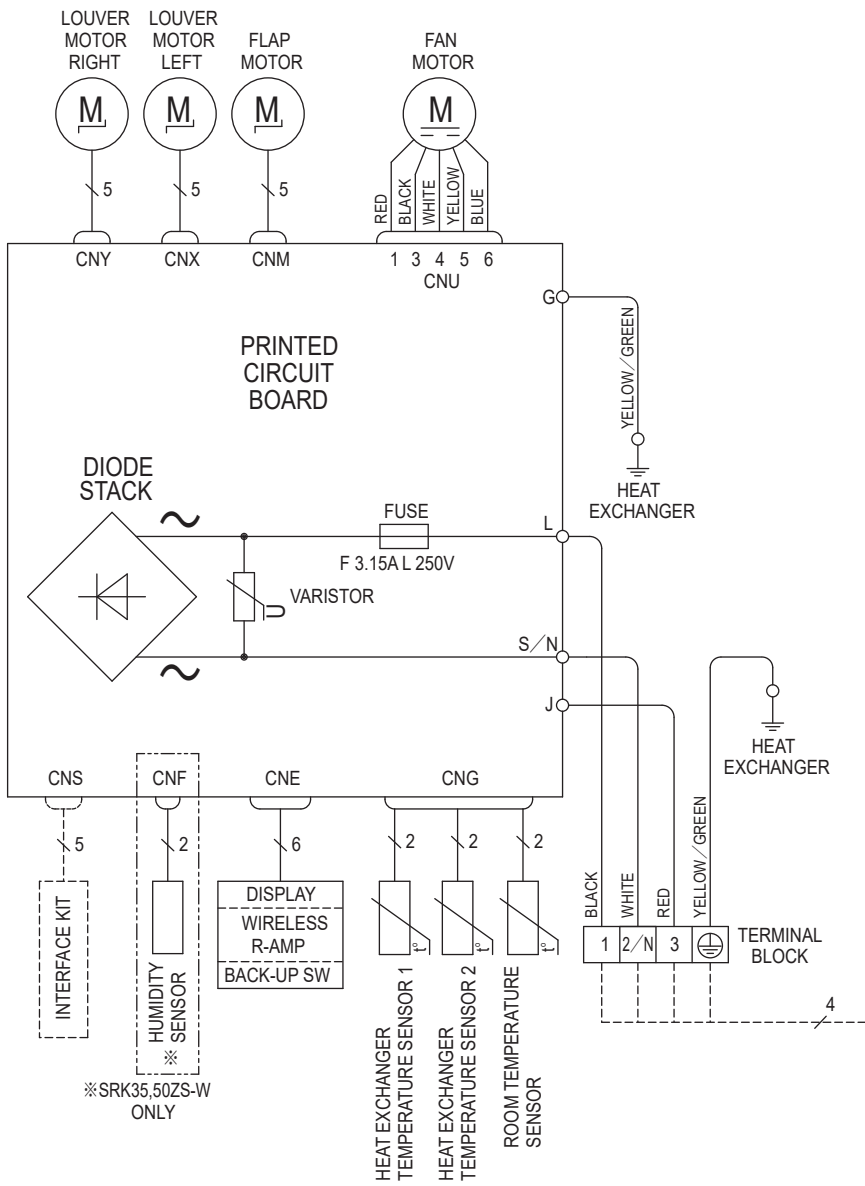 LOUVER
MOTOR
RIGHT
LOUVER
MOTOR
LEFT
FLAP
MOTOR
FAN
MOTOR
M
M
M
M
5
5
5
RED
BLACK
WHITE
YELLOW
BLUE
CNY
CNX
CNM
1 3 4 5 6
CNU
G
YELLOW/GREEN
HEAT
EXCHANGER
PRINTED
CIRCUIT
BOARD
DIODE
STACK
FUSE
F 3.15A L 250V
L
VARISTOR
U
S/N
J
HEAT
EXCHANGER
CNS
CNF
CNE
CNG
5
2
6
2
2
2
INTERFACE KIT
HUMIDITY
SENSOR
※
※SRK35,50ZS-W
ONLY
DISPLAY
WIRELESS
R-AMP
BACK-UP SW
t°
t°
t°
HEAT EXCHANGER
TEMPERATURE SENSOR 1
HEAT EXCHANGER
TEMPERATURE SENSOR 2
ROOM TEMPERATURE
SENSOR
BLACK
WHITE
RED
YELLOW/GREEN
1 2/N 3
TERMINAL
BLOCK
4